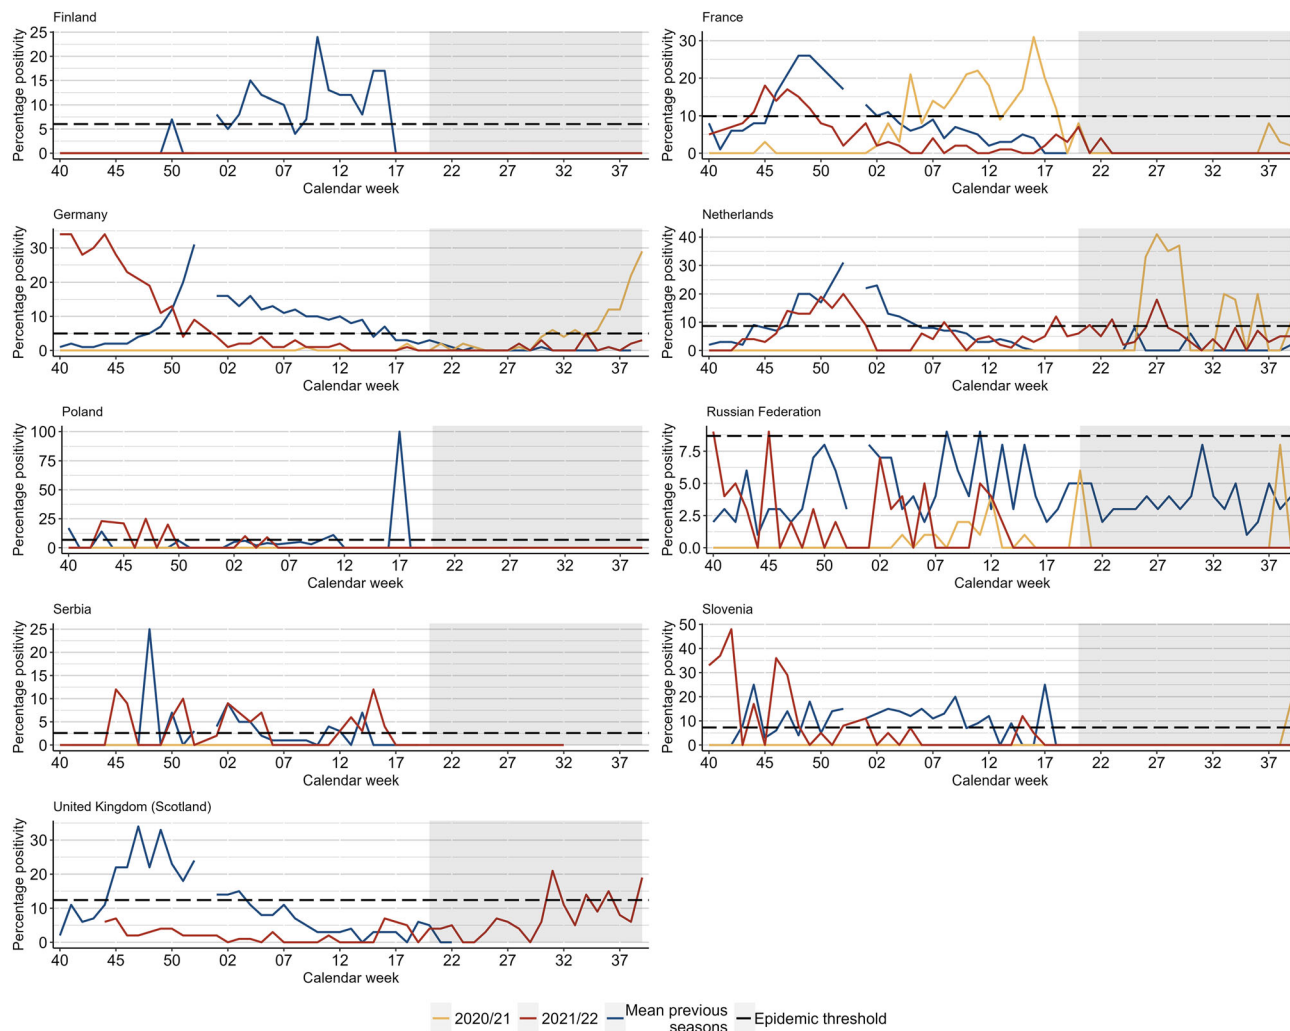 Finland
Percentage positivity
25
20
15
10
5
0
40 45 50 02 07 12 17 22 27 32 37
Calendar week
France
Percentage positivity
30
20
10
0
40 45 50 02 07 12 17 22 27 32 37
Calendar week
Germany
Percentage positivity
30
20
10
0
40 45 50 02 07 12 17 22 27 32 37
Calendar week
Netherlands
Percentage positivity
40
30
20
10
0
40 45 50 02 07 12 17 22 27 32 37
Calendar week
Poland
Percentage positivity
100
75
50
25
0
40 45 50 02 07 12 17 22 27 32 37
Calendar week
Russian Federation
Percentage positivity
7.5
5.0
2.5
0.0
40 45 50 02 07 12 17 22 27 32 37
Calendar week
Serbia
Percentage positivity
25
20
15
10
5
0
40 45 50 02 07 12 17 22 27 32 37
Calendar week
Slovenia
Percentage positivity
50
40
30
20
10
0
40 45 50 02 07 12 17 22 27 32 37
Calendar week
United Kingdom (Scotland)
Percentage positivity
30
20
10
0
40 45 50 02 07 12 17 22 27 32 37
Calendar week
2020/21 2021/22 Mean previous
seasons Epidemic threshold